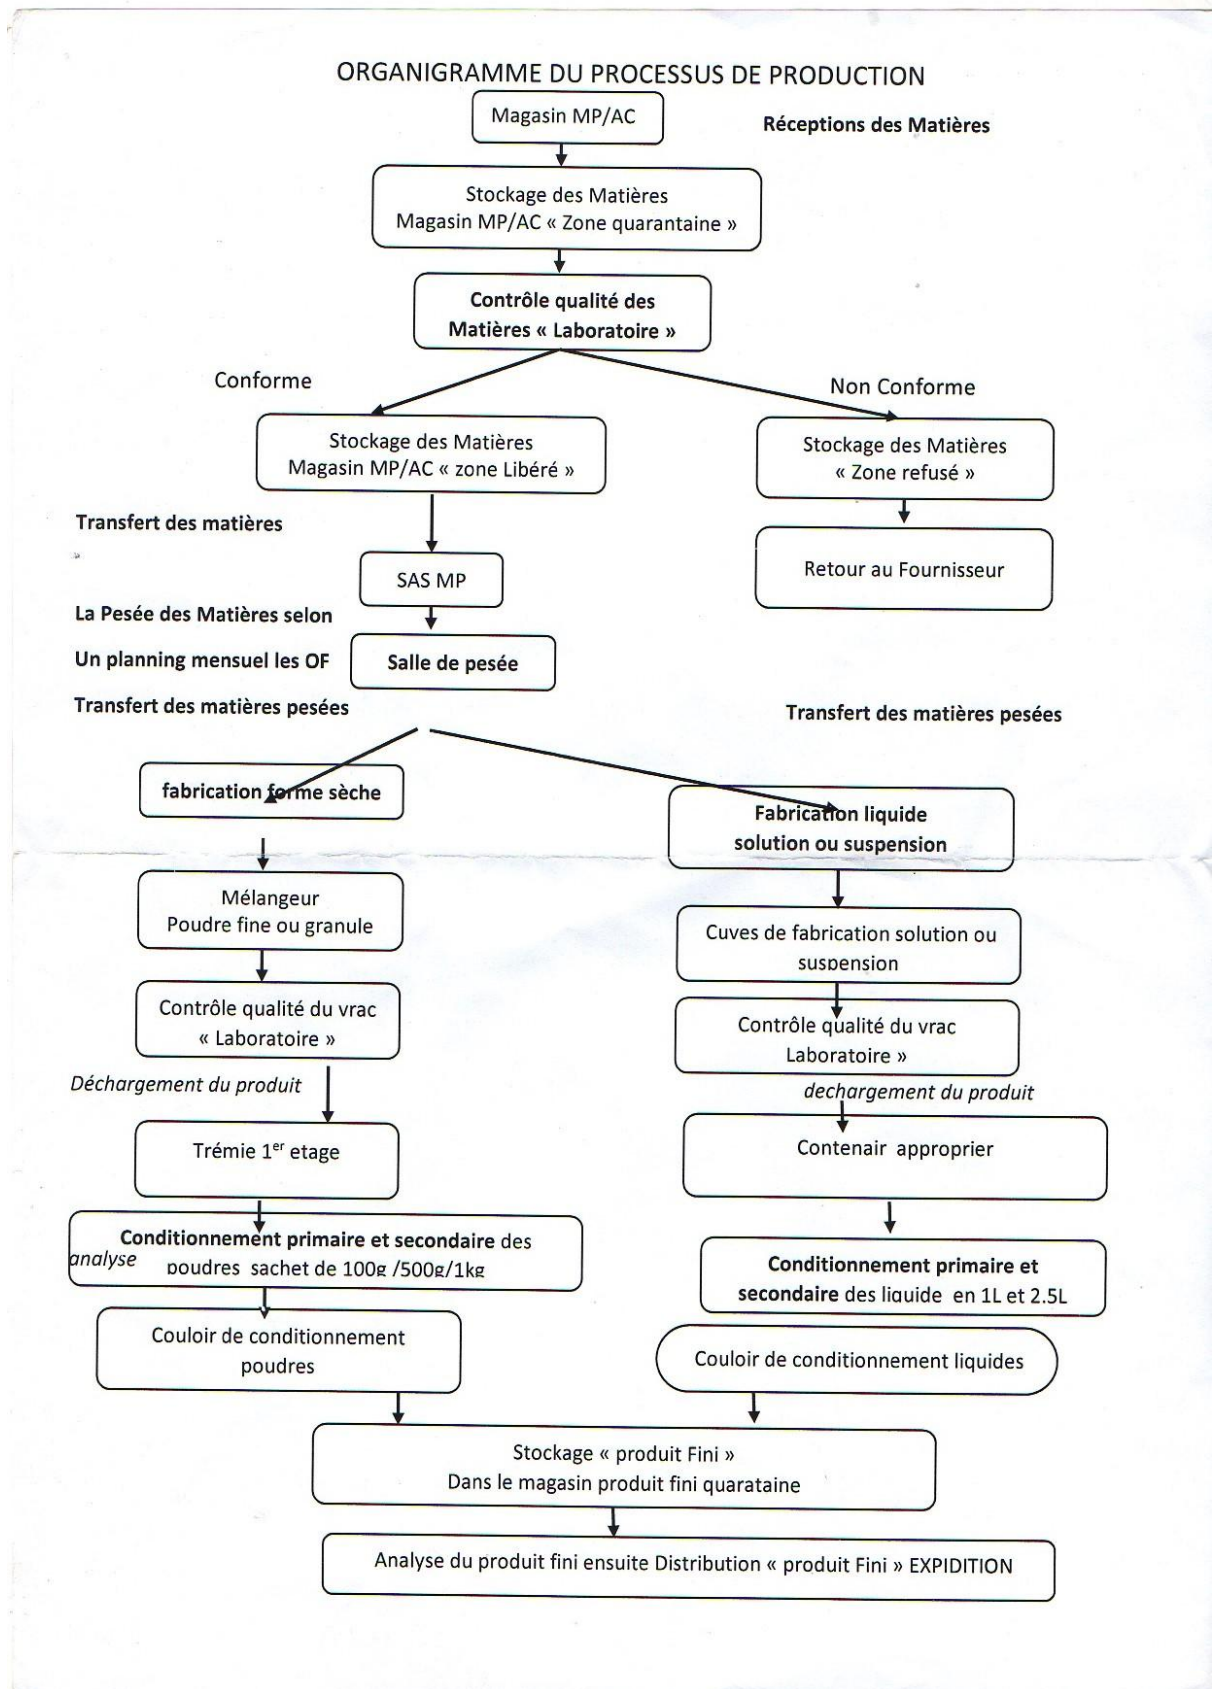 ORGANIGRAMME DU PROCESSUS DE PRODUCTION
Magasin MP/AC
Réceptions des Matières
Stockage des Matières
Magasin MP/AC « Zone quarantaine »
Contrôle qualité des
Matières « Laboratoire »
Conforme
Non Conforme
Stockage des Matières
Magasin MP/AC « zone Libéré »
Stockage des Matières
« Zone refusé »
Transfert des matières
Retour au Fournisseur
SAS MP
La Pesée des Matières selon
Un planning mensuel les OF
Salle de pesée
Transfert des matières pesées
Transfert des matières pesées
fabrication forme sèche
Fabrication liquide
solution ou suspension
Mélangeur
Poudre fine ou granule
Cuves de fabrication solution ou
suspension
Contrôle qualité du vrac
« Laboratoire »
Contrôle qualité du vrac
Laboratoire »
Déchargement du produit
dechargement du produit
Trémie 1er etage
Contenair approprier
Conditionnement primaire et secondaire des
analyse
poudres sachet de 100g /500g/1kg
Conditionnement primaire et
secondaire des liquide en 1L et 2.5L
Couloir de conditionnement
poudres
Couloir de conditionnement liquides
Stockage « produit Fini »
Dans le magasin produit fini quarataine
Analyse du produit fini ensuite Distribution « produit Fini » EXPIDITION